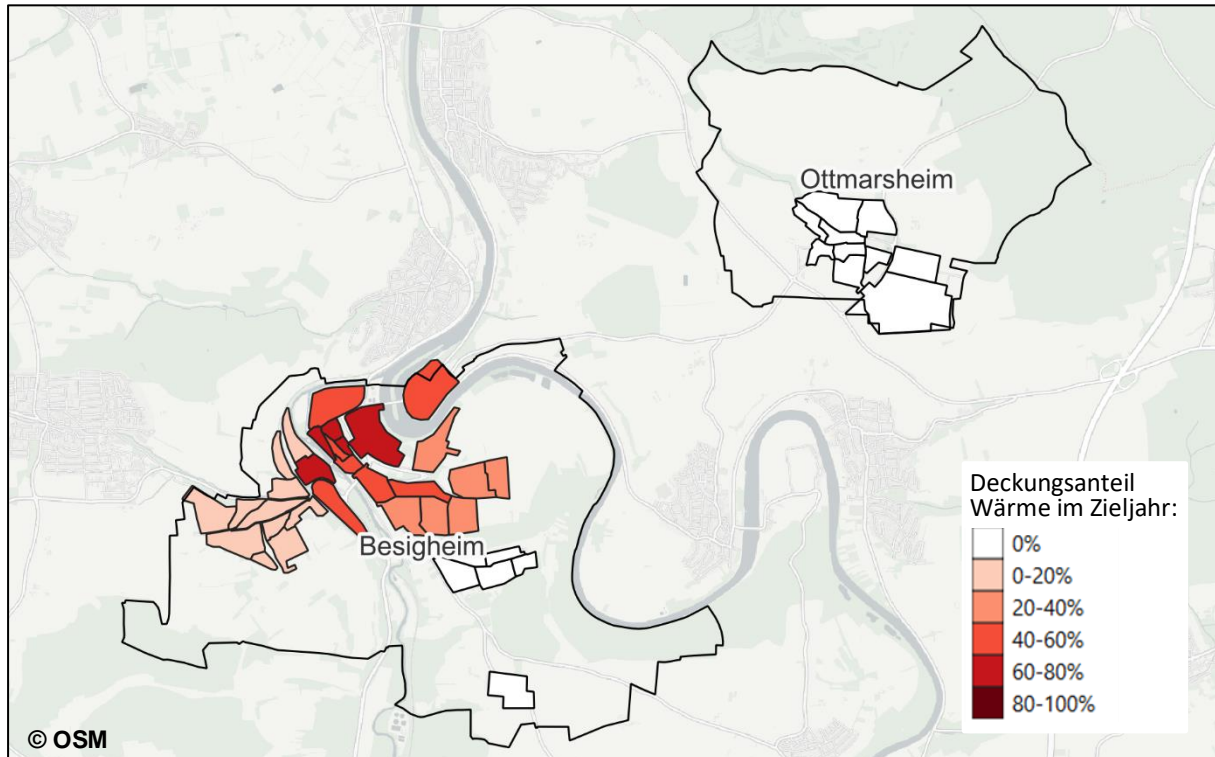 Ottmarsheim
Besigheim
Deckungsanteil
Wärme im Zieljahr:
0%
0-20%
20-40%
40-60%
60-80%
80-100%
© OSM